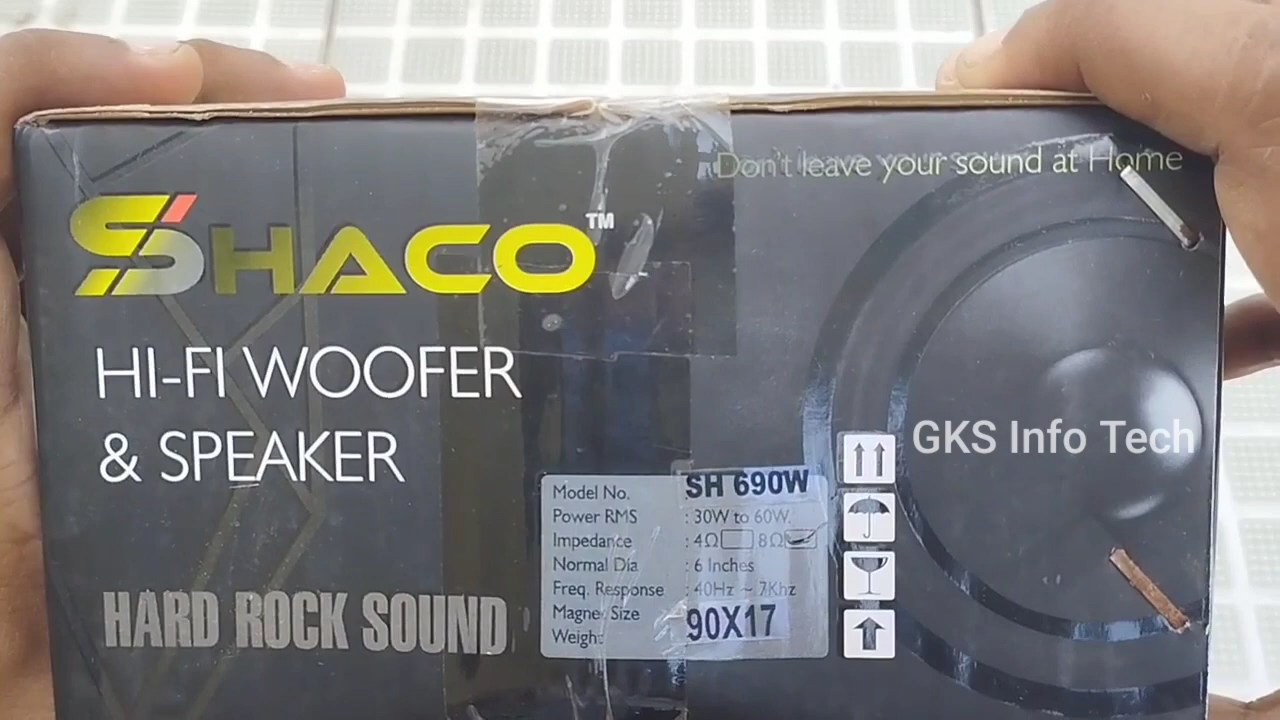 Don't leave your sound at Home
SHACO™
HI-FI WOOFER
& SPEAKER
GKS Info Tech
Model No. SH 690W
Power RMS : 30W to 60W.
Impedance : 4Ω 8Ω
Normal Dia : 6 Inches
Freq. Response : 40Hz ~ 7Khz
Magnet Size 90X17
Weight
HARD ROCK SOUND